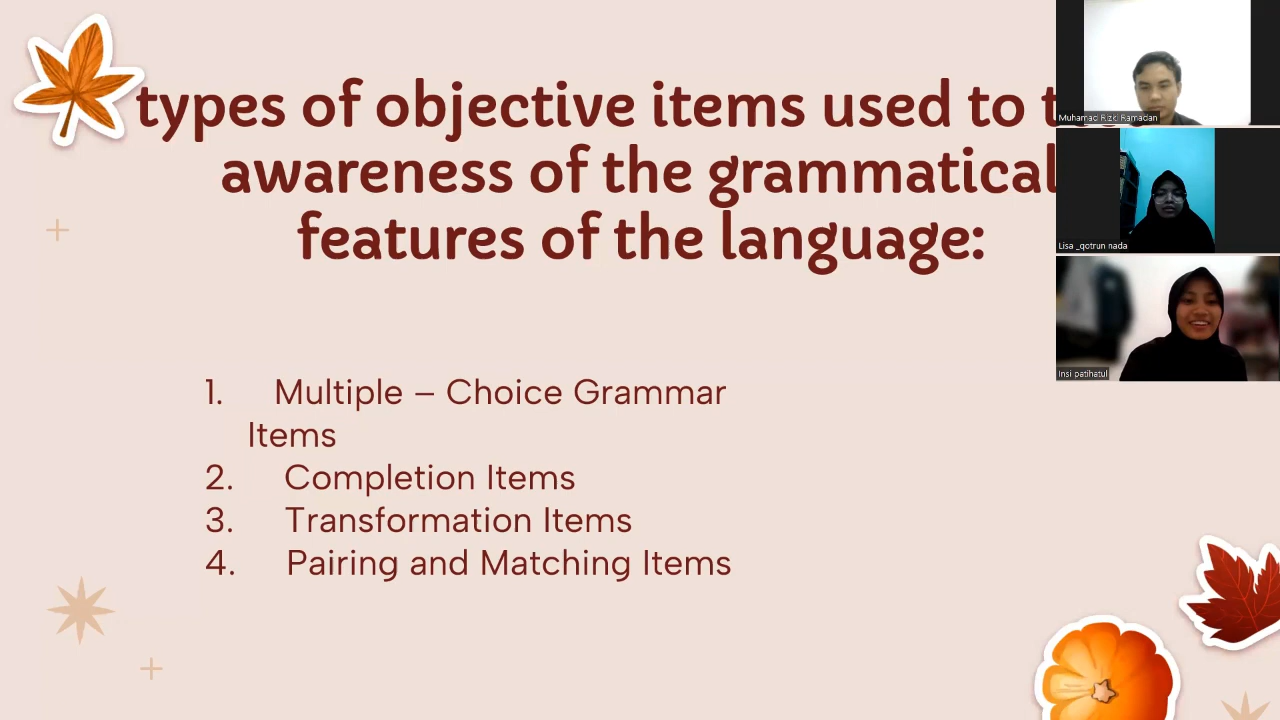 types of objective items used to
awareness of the grammatical
features of the language:
1. Multiple – Choice Grammar
Items
2. Completion Items
3. Transformation Items
4. Pairing and Matching Items
Muhamad Rizki Ramadan
Lisa _qotrun nada
Insi patihatul